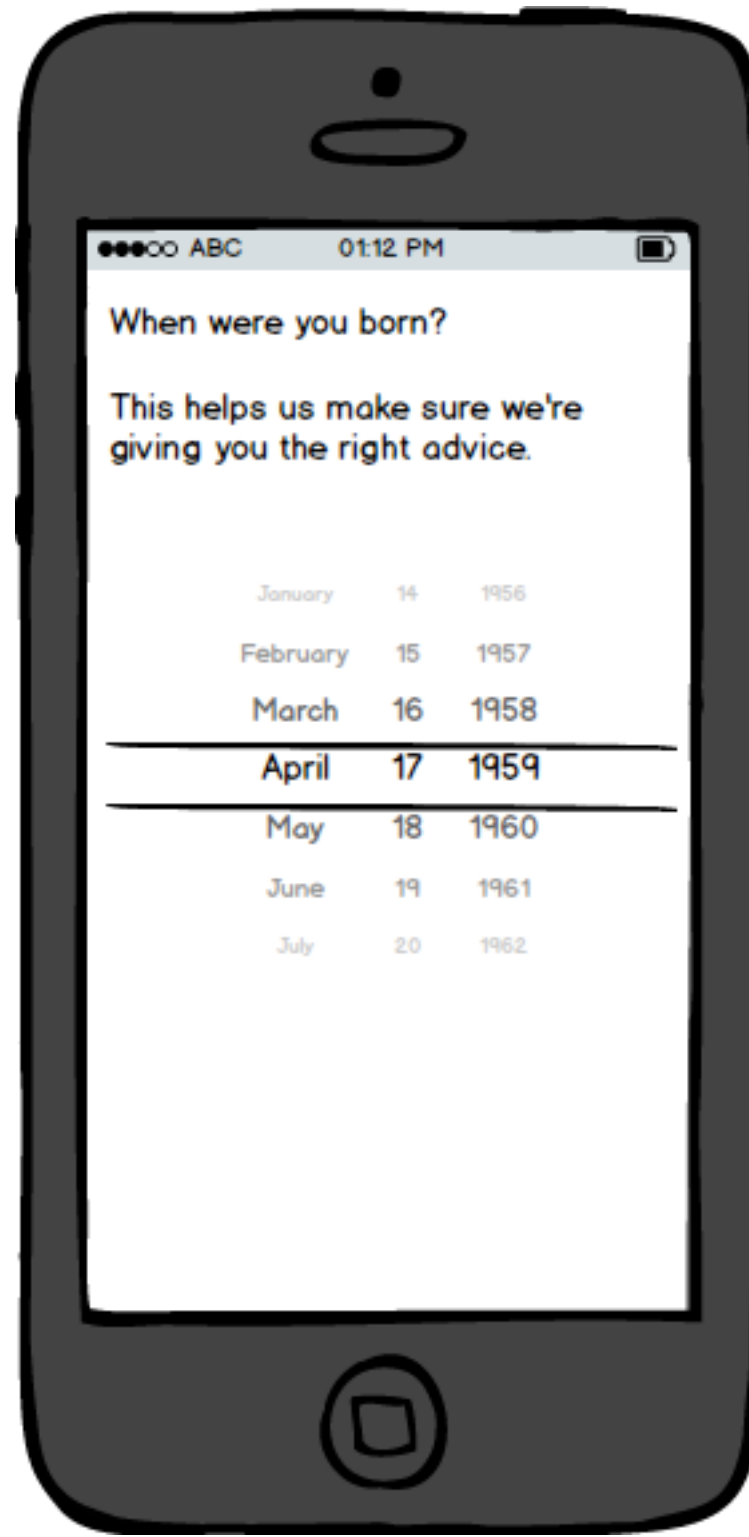 ABC 01:12 PM
When were you born?
This helps us make sure we're
giving you the right advice.
January 14 1956
February 15 1957
March 16 1958
April 17 1959
May 18 1960
June 19 1961
July 20 1962